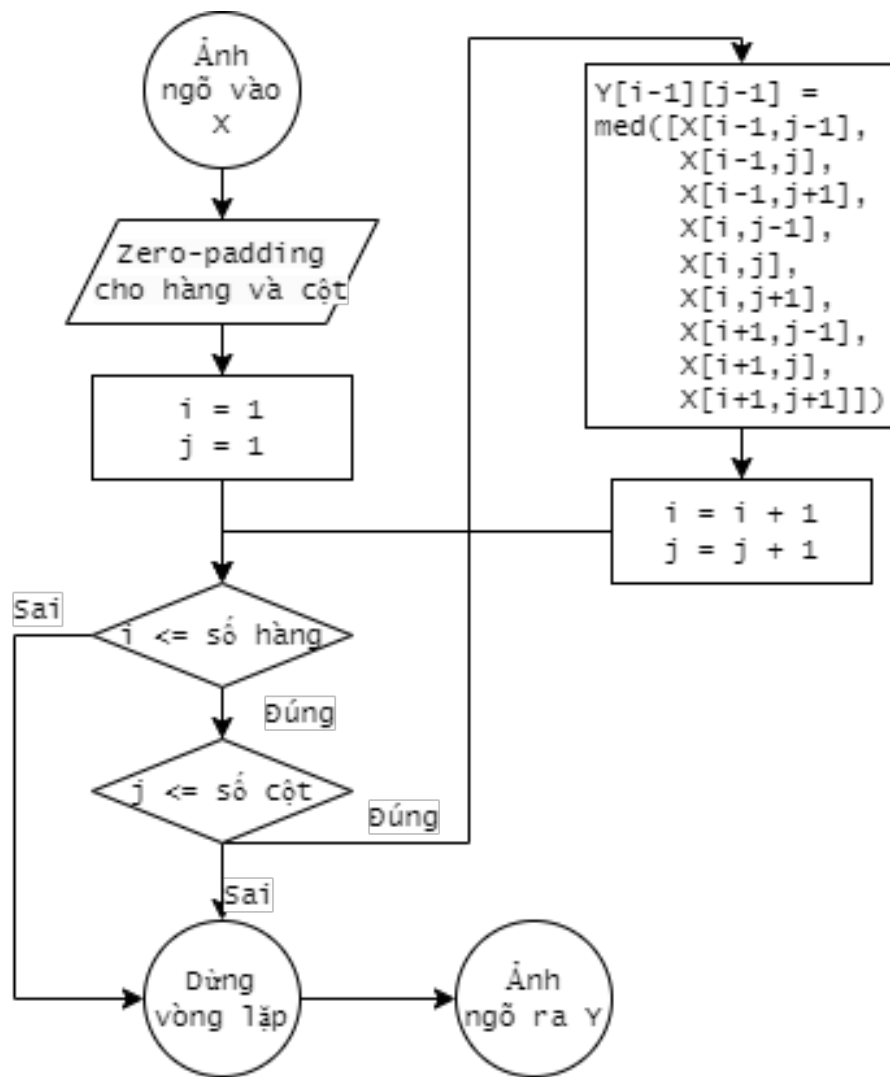 Ảnh
ngõ vào
X
Zero-padding
cho hàng và cột
i = 1
j = 1
Y[i-1][j-1] =
med([X[i-1,j-1],
X[i-1,j],
X[i-1,j+1],
X[i,j-1],
X[i,j],
X[i,j+1],
X[i+1,j-1],
X[i+1,j],
X[i+1,j+1]])
i = i + 1
j = j + 1
Sai
i <= số hàng
Đúng
j <= số cột
Đúng
Sai
Dừng
vòng lặp
Ảnh
ngõ ra Y